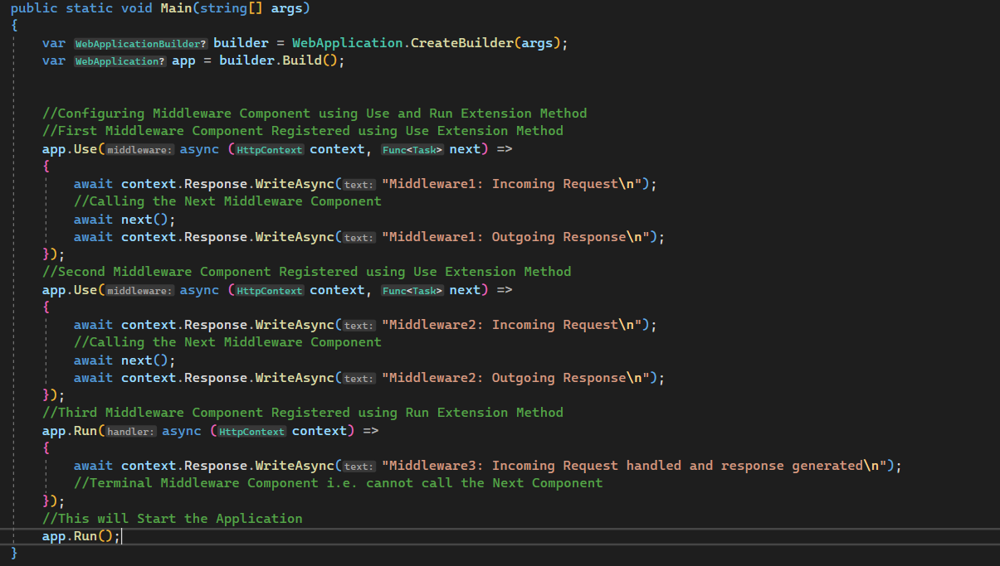 public static void Main(string[] args)
{
var WebApplicationBuilder? builder = WebApplication.CreateBuilder(args);
var WebApplication? app = builder.Build();
//Configuring Middleware Component using Use and Run Extension Method
//First Middleware Component Registered using Use Extension Method
app.Use(middleware: async (HttpContext context, Func<Task> next) =>
{
await context.Response.WriteAsync(text: "Middleware1: Incoming Request\n");
//Calling the Next Middleware Component
await next();
await context.Response.WriteAsync(text: "Middleware1: Outgoing Response\n");
});
//Second Middleware Component Registered using Use Extension Method
app.Use(middleware: async (HttpContext context, Func<Task> next) =>
{
await context.Response.WriteAsync(text: "Middleware2: Incoming Request\n");
//Calling the Next Middleware Component
await next();
await context.Response.WriteAsync(text: "Middleware2: Outgoing Response\n");
});
//Third Middleware Component Registered using Run Extension Method
app.Run(handler: async (HttpContext context) =>
{
await context.Response.WriteAsync(text: "Middleware3: Incoming Request handled and response generated\n");
//Terminal Middleware Component i.e. cannot call the Next Component
});
//This will Start the Application
app.Run();
}